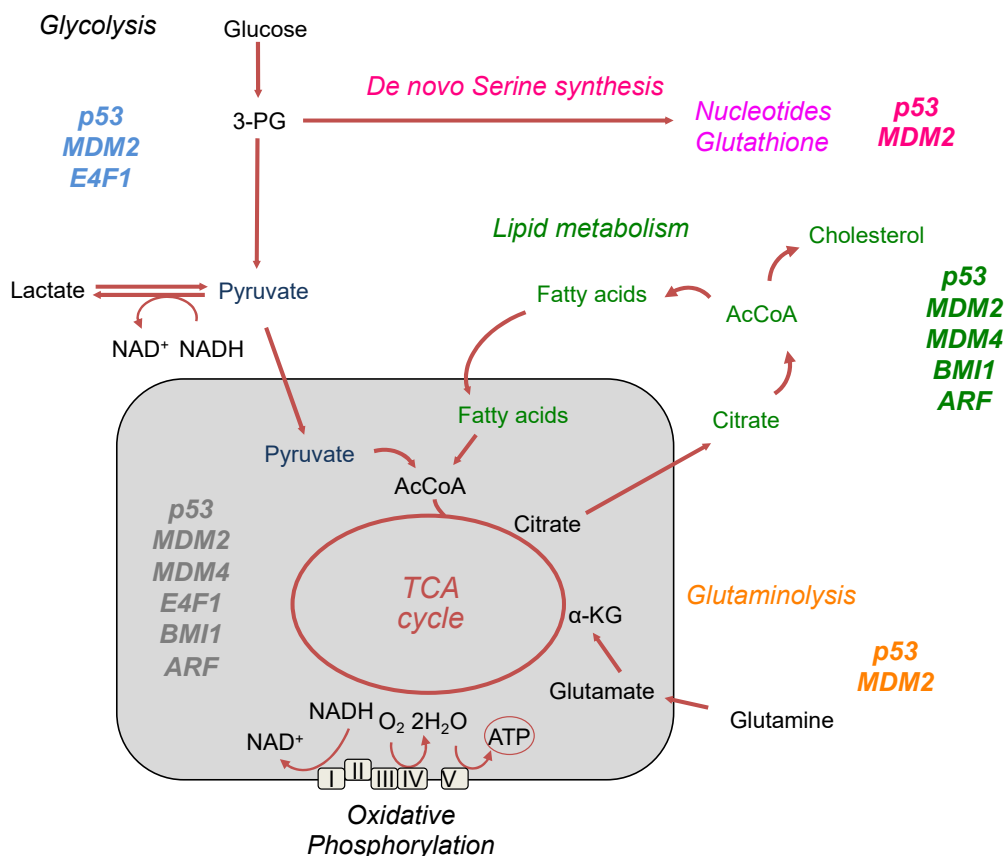 Glycolysis
Glucose
De novo Serine synthesis
p53
MDM2
E4F1
3-PG
Nucleotides
Glutathione
p53
MDM2
Lipid metabolism
Cholesterol
Lactate
Pyruvate
Fatty acids
AcCoA
p53
MDM2
MDM4
BMI1
ARF
NAD⁺ NADH
Fatty acids
Citrate
Pyruvate
AcCoA
Citrate
p53
MDM2
MDM4
E4F1
BMI1
ARF
TCA
cycle
α-KG
Glutaminolysis
p53
MDM2
Glutamate
Glutamine
NADH
O₂ 2H₂O
ATP
NAD⁺
I II III IV V
Oxidative
Phosphorylation